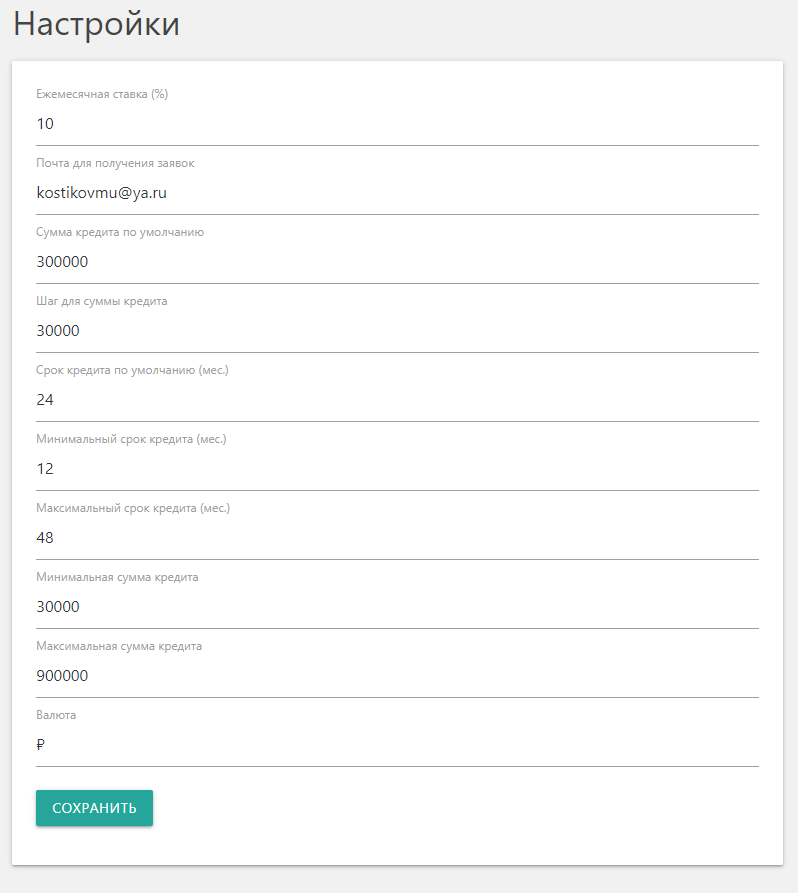 Настройки
Ежемесячная ставка (%)
10
Почта для получения заявок
kostikovmu@ya.ru
Сумма кредита по умолчанию
300000
Шаг для суммы кредита
30000
Срок кредита по умолчанию (мес.)
24
Минимальный срок кредита (мес.)
12
Максимальный срок кредита (мес.)
48
Минимальная сумма кредита
30000
Максимальная сумма кредита
900000
Валюта
₽
СОХРАНИТЬ